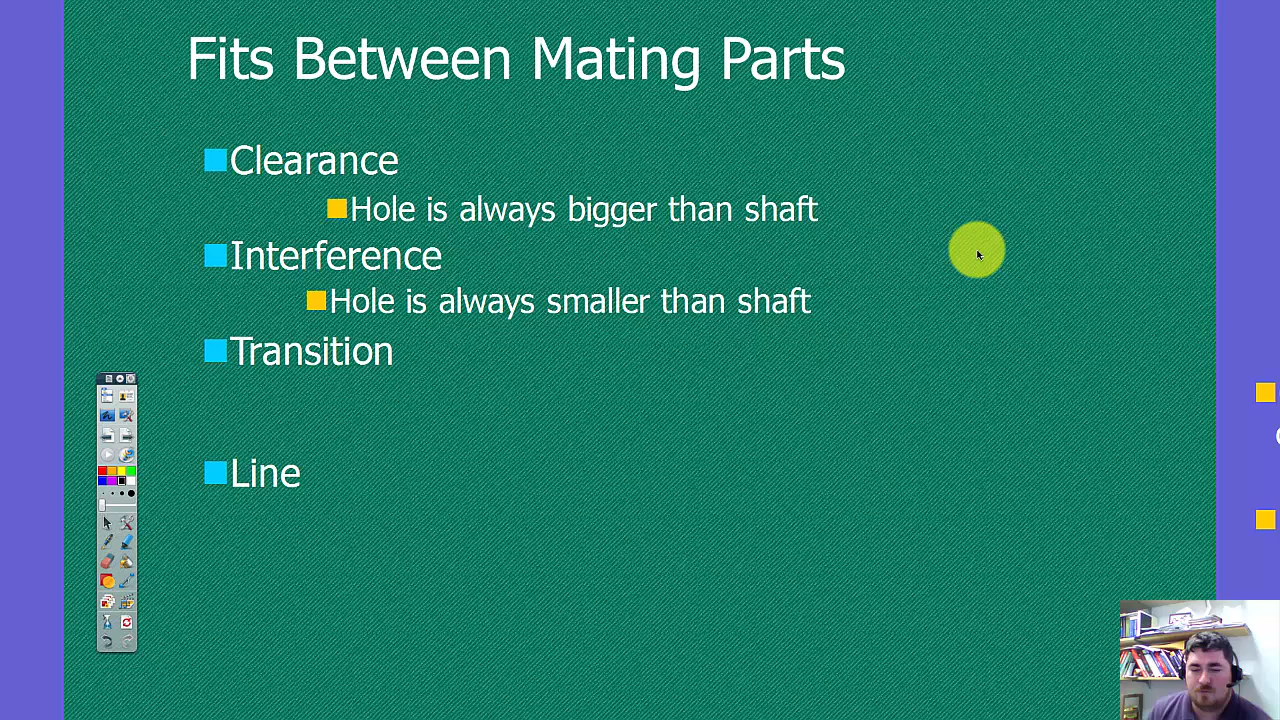 Fits Between Mating Parts
Clearance
Hole is always bigger than shaft
Interference
Hole is always smaller than shaft
Transition
Line